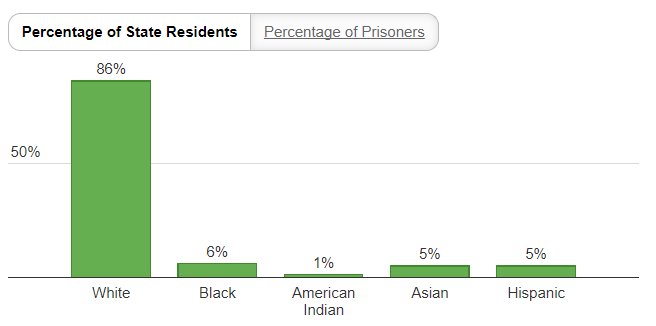 Percentage of State Residents Percentage of Prisoners
86%
50%
6% 1% 5% 5%
White Black American Indian Asian Hispanic